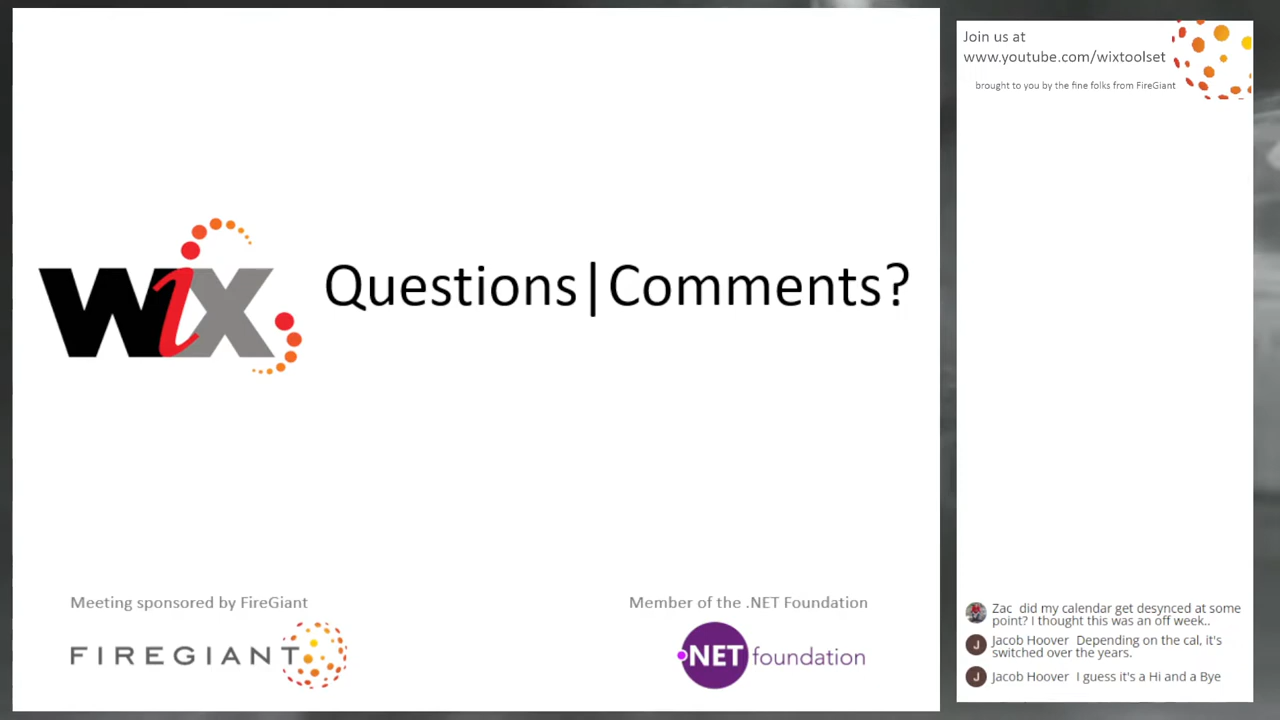 WiX
Questions|Comments?
Meeting sponsored by FireGiant
FIREGIANT
Member of the .NET Foundation
.NET foundation
Join us at
www.youtube.com/wixtoolset
brought to you by the fine folks from FireGiant
Zac did my calendar get desynced at some
point? I thought this was an off week..
J
Jacob Hoover Depending on the cal, it's
switched over the years.
J
Jacob Hoover I guess it's a Hi and a Bye